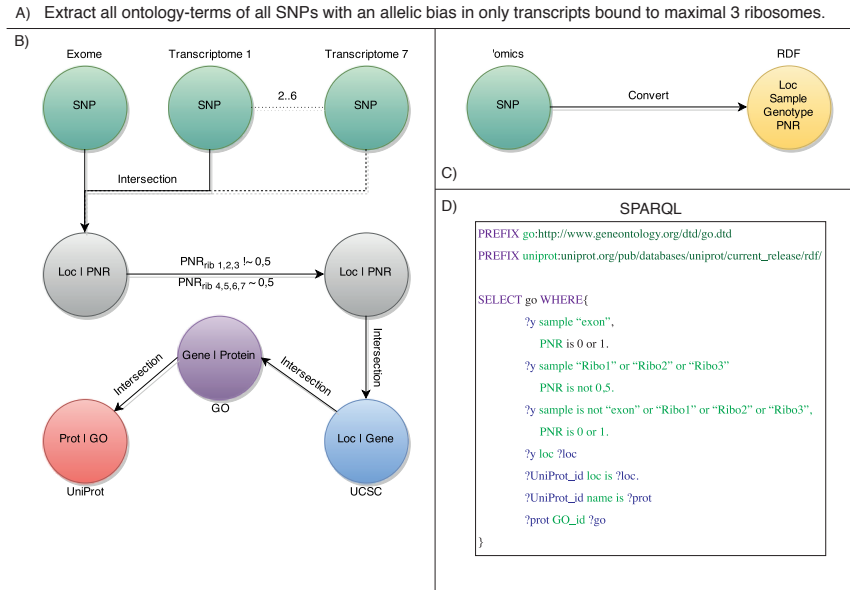 A) Extract all ontology-terms of all SNPs with an allelic bias in only transcripts bound to maximal 3 ribosomes.
B)
Exome
Transcriptome 1
Transcriptome 7
SNP
SNP
2..6
SNP
Intersection
Loc | PNR
PNRrib 1,2,3 !~ 0,5
PNRrib 4,5,6,7 ~ 0,5
Loc | PNR
Intersection
Gene | Protein
GO
Intersection
Intersection
Prot | GO
UniProt
Loc | Gene
UCSC
'omics
RDF
SNP
Convert
Loc
Sample
Genotype
PNR
C)
D)
SPARQL
PREFIX go:http://www.geneontology.org/dtd/go.dtd
PREFIX uniprot:uniprot.org/pub/databases/uniprot/current_release/rdf/
SELECT go WHERE{
?y sample “exon”,
PNR is 0 or 1.
?y sample “Ribo1” or “Ribo2” or “Ribo3”
PNR is not 0,5.
?y sample is not “exon” or “Ribo1” or “Ribo2” or “Ribo3”,
PNR is 0 or 1.
?y loc ?loc
?UniProt_id loc is ?loc.
?UniProt_id name is ?prot
?prot GO_id ?go
}